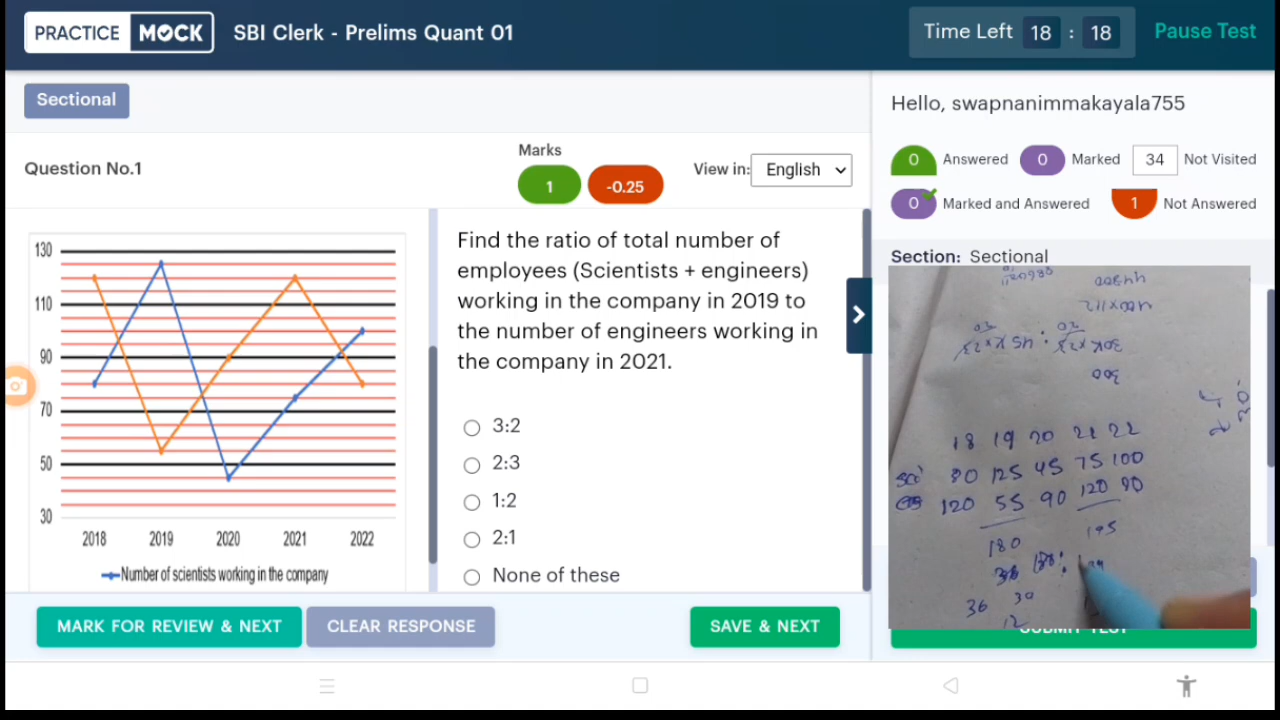 PRACTICE MOCK
SBI Clerk - Prelims Quant 01
Time Left 18 : 18
Pause Test
Sectional
Hello, swapnanimmakayala755
Question No.1
Marks
1 -0.25
View in: English
0 Answered 0 Marked 34 Not Visited
0 Marked and Answered 1 Not Answered
Section: Sectional
130
110
90
70
50
30
2018 2019 2020 2021 2022
Number of scientists working in the company
Find the ratio of total number of
employees (Scientists + engineers)
working in the company in 2019 to
the number of engineers working in
the company in 2021.
3:2
2:3
1:2
2:1
None of these
300
18 19 20 21 22
80 125 45 75 100
120 55 90 120 80
180 195
36 30
12
MARK FOR REVIEW & NEXT
CLEAR RESPONSE
SAVE & NEXT
SUBMIT TEST